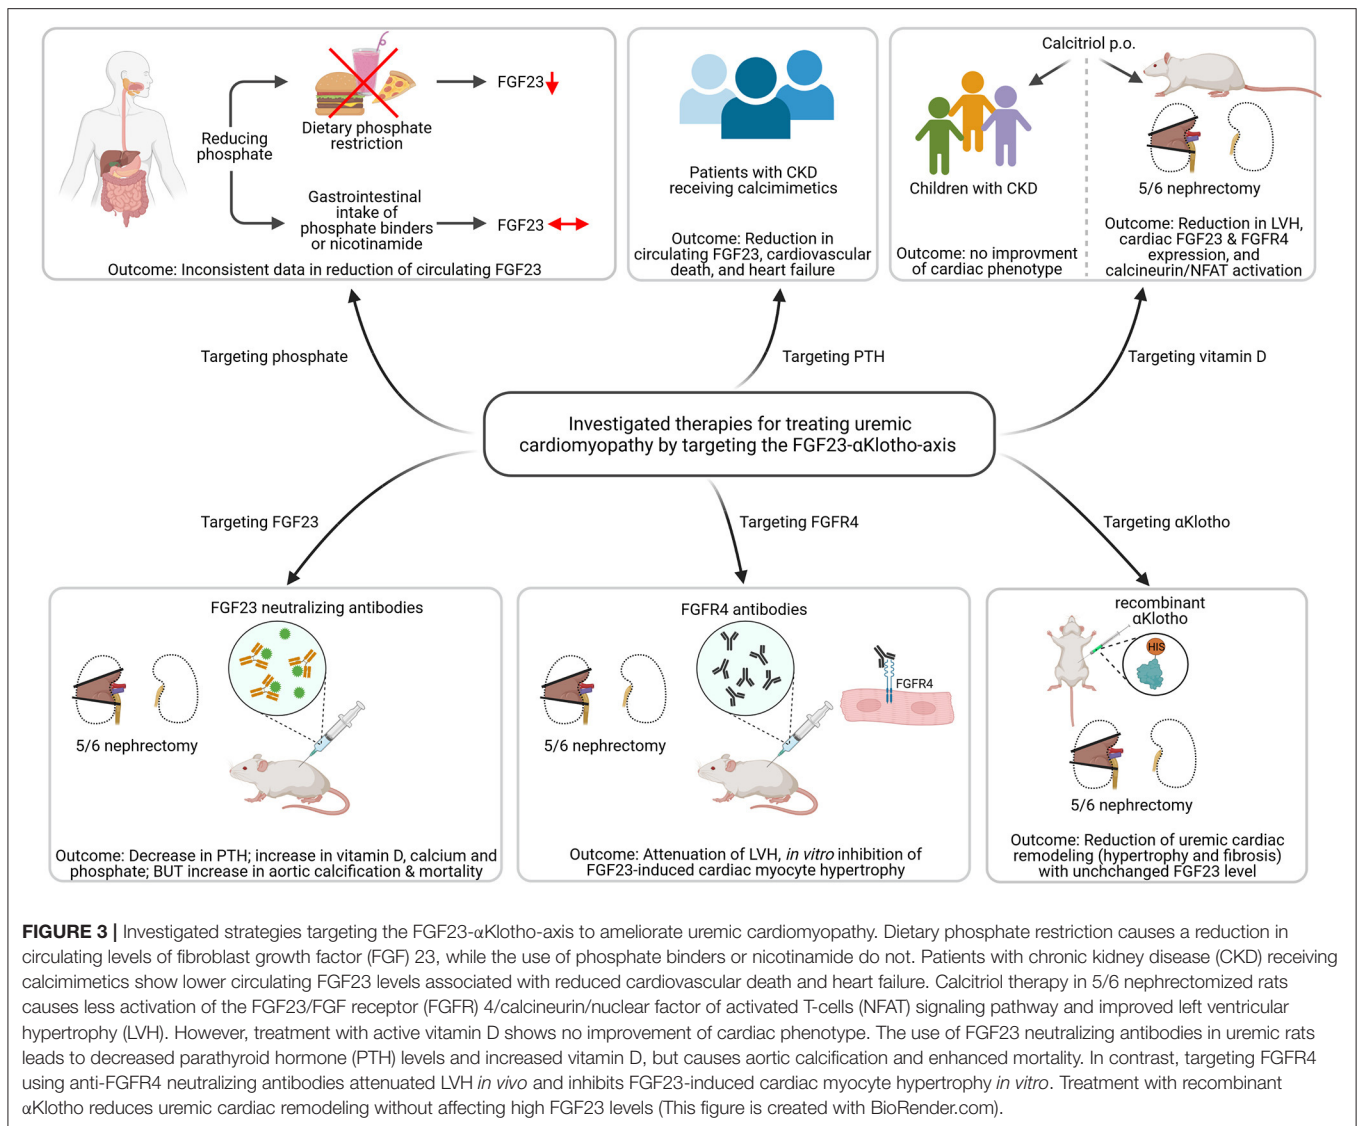 Reducing
phosphate
Dietary phosphate
restriction
FGF23
Gastrointestinal
intake of
phosphate binders
or nicotinamide
FGF23
Outcome: Inconsistent data in reduction of circulating FGF23
Patients with CKD
receiving calcimimetics
Outcome: Reduction in
circulating FGF23, cardiovascular
death, and heart failure
Calcitriol p.o.
Children with CKD
Outcome: no improvment
of cardiac phenotype
5/6 nephrectomy
Outcome: Reduction in LVH,
cardiac FGF23 & FGFR4
expression, and
calcineurin/NFAT activation
Targeting phosphate
Targeting PTH
Targeting vitamin D
Investigated therapies for treating uremic
cardiomyopathy by targeting the FGF23-αKlotho-axis
Targeting FGF23
Targeting FGFR4
Targeting αKlotho
FGF23 neutralizing antibodies
5/6 nephrectomy
Outcome: Decrease in PTH; increase in vitamin D, calcium and
phosphate; BUT increase in aortic calcification & mortality
FGFR4 antibodies
FGFR4
5/6 nephrectomy
Outcome: Attenuation of LVH, in vitro inhibition of
FGF23-induced cardiac myocyte hypertrophy
recombinant
αKlotho
HIS
5/6 nephrectomy
Outcome: Reduction of uremic cardiac
remodeling (hypertrophy and fibrosis)
with unchchanged FGF23 level
FIGURE 3 | Investigated strategies targeting the FGF23-αKlotho-axis to ameliorate uremic cardiomyopathy. Dietary phosphate restriction causes a reduction in
circulating levels of fibroblast growth factor (FGF) 23, while the use of phosphate binders or nicotinamide do not. Patients with chronic kidney disease (CKD) receiving
calcimimetics show lower circulating FGF23 levels associated with reduced cardiovascular death and heart failure. Calcitriol therapy in 5/6 nephrectomized rats
causes less activation of the FGF23/FGF receptor (FGFR) 4/calcineurin/nuclear factor of activated T-cells (NFAT) signaling pathway and improved left ventricular
hypertrophy (LVH). However, treatment with active vitamin D shows no improvement of cardiac phenotype. The use of FGF23 neutralizing antibodies in uremic rats
leads to decreased parathyroid hormone (PTH) levels and increased vitamin D, but causes aortic calcification and enhanced mortality. In contrast, targeting FGFR4
using anti-FGFR4 neutralizing antibodies attenuated LVH in vivo and inhibits FGF23-induced cardiac myocyte hypertrophy in vitro. Treatment with recombinant
αKlotho reduces uremic cardiac remodeling without affecting high FGF23 levels (This figure is created with BioRender.com).